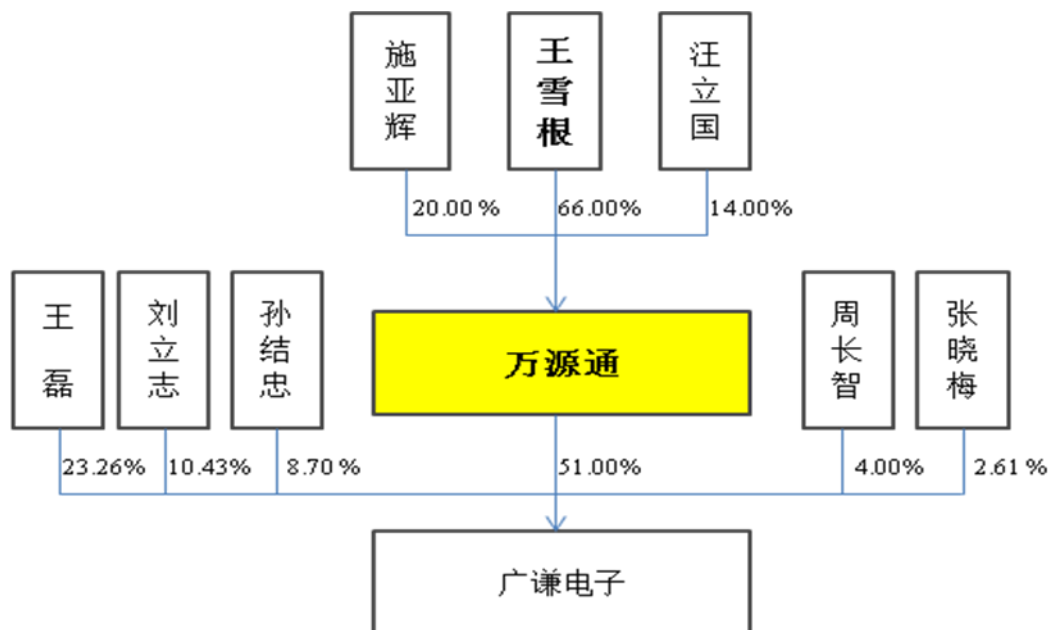 施亚辉
王雪根
汪立国
20.00 %
66.00%
14.00%
王磊
刘立志
孙结忠
万源通
周长智
张晓梅
23.26%
10.43%
8.70 %
51.00%
4.00%
2.61 %
广谦电子